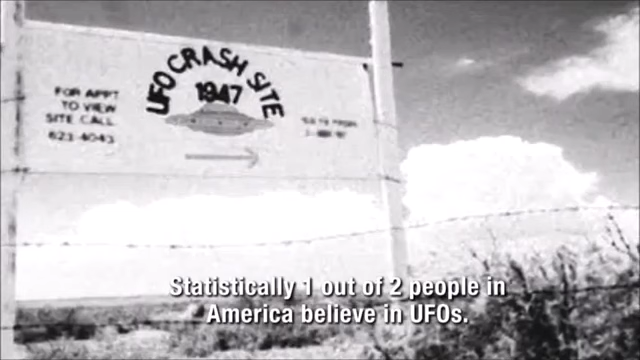 UFO CRASH SITE
1947
FOR APPT
TO VIEW
SITE CALL
623-4043
Statistically 1 out of 2 people in
America believe in UFOs.